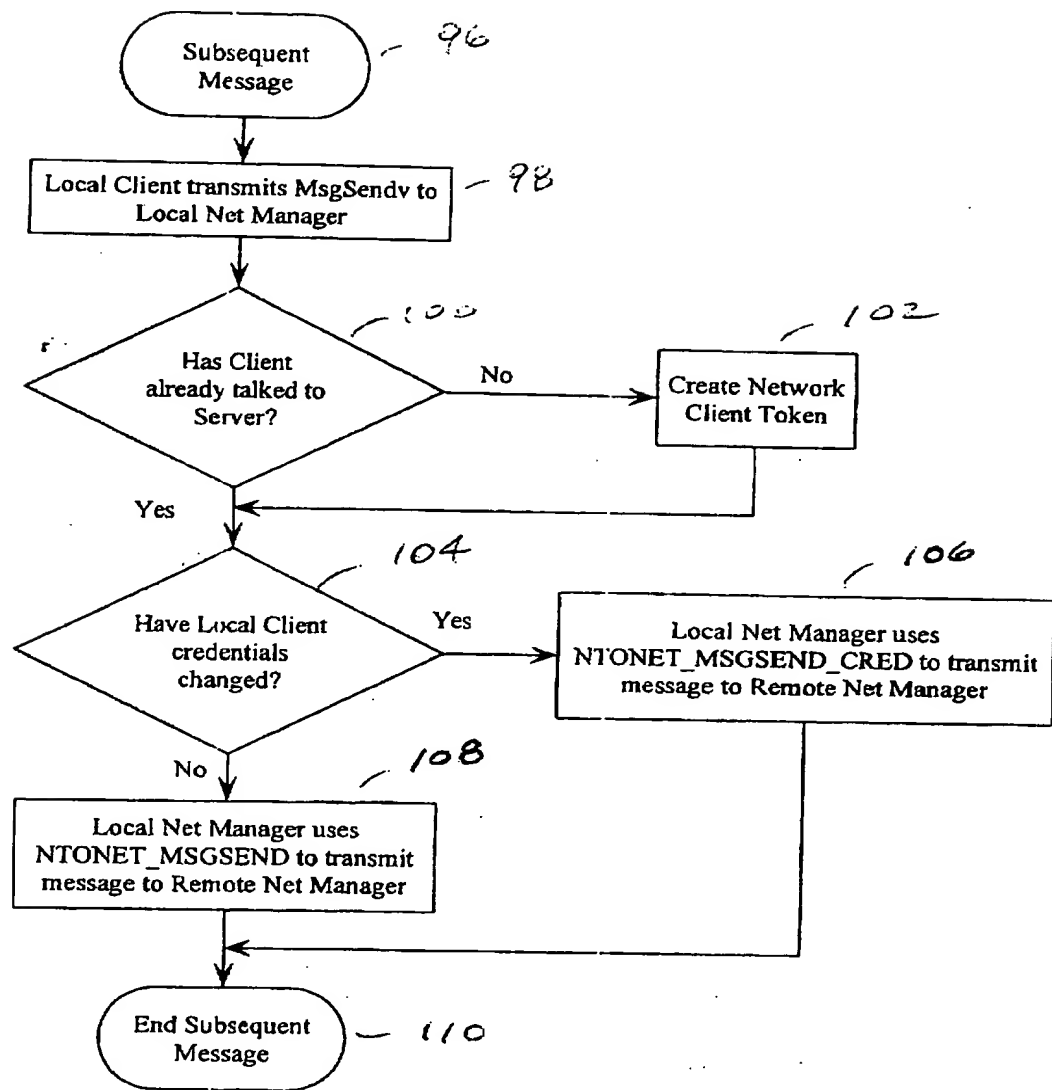 Subsequent
Message
96
Local Client transmits MsgSendv to
Local Net Manager
98
Has Client
already talked to
Server?
100
No
Create Network
Client Token
102
Yes
Have Local Client
credentials
changed?
104
Yes
Local Net Manager uses
NTONET_MSGSEND_CRED to transmit
message to Remote Net Manager
106
No
Local Net Manager uses
NTONET_MSGSEND to transmit
message to Remote Net Manager
108
End Subsequent
Message
110